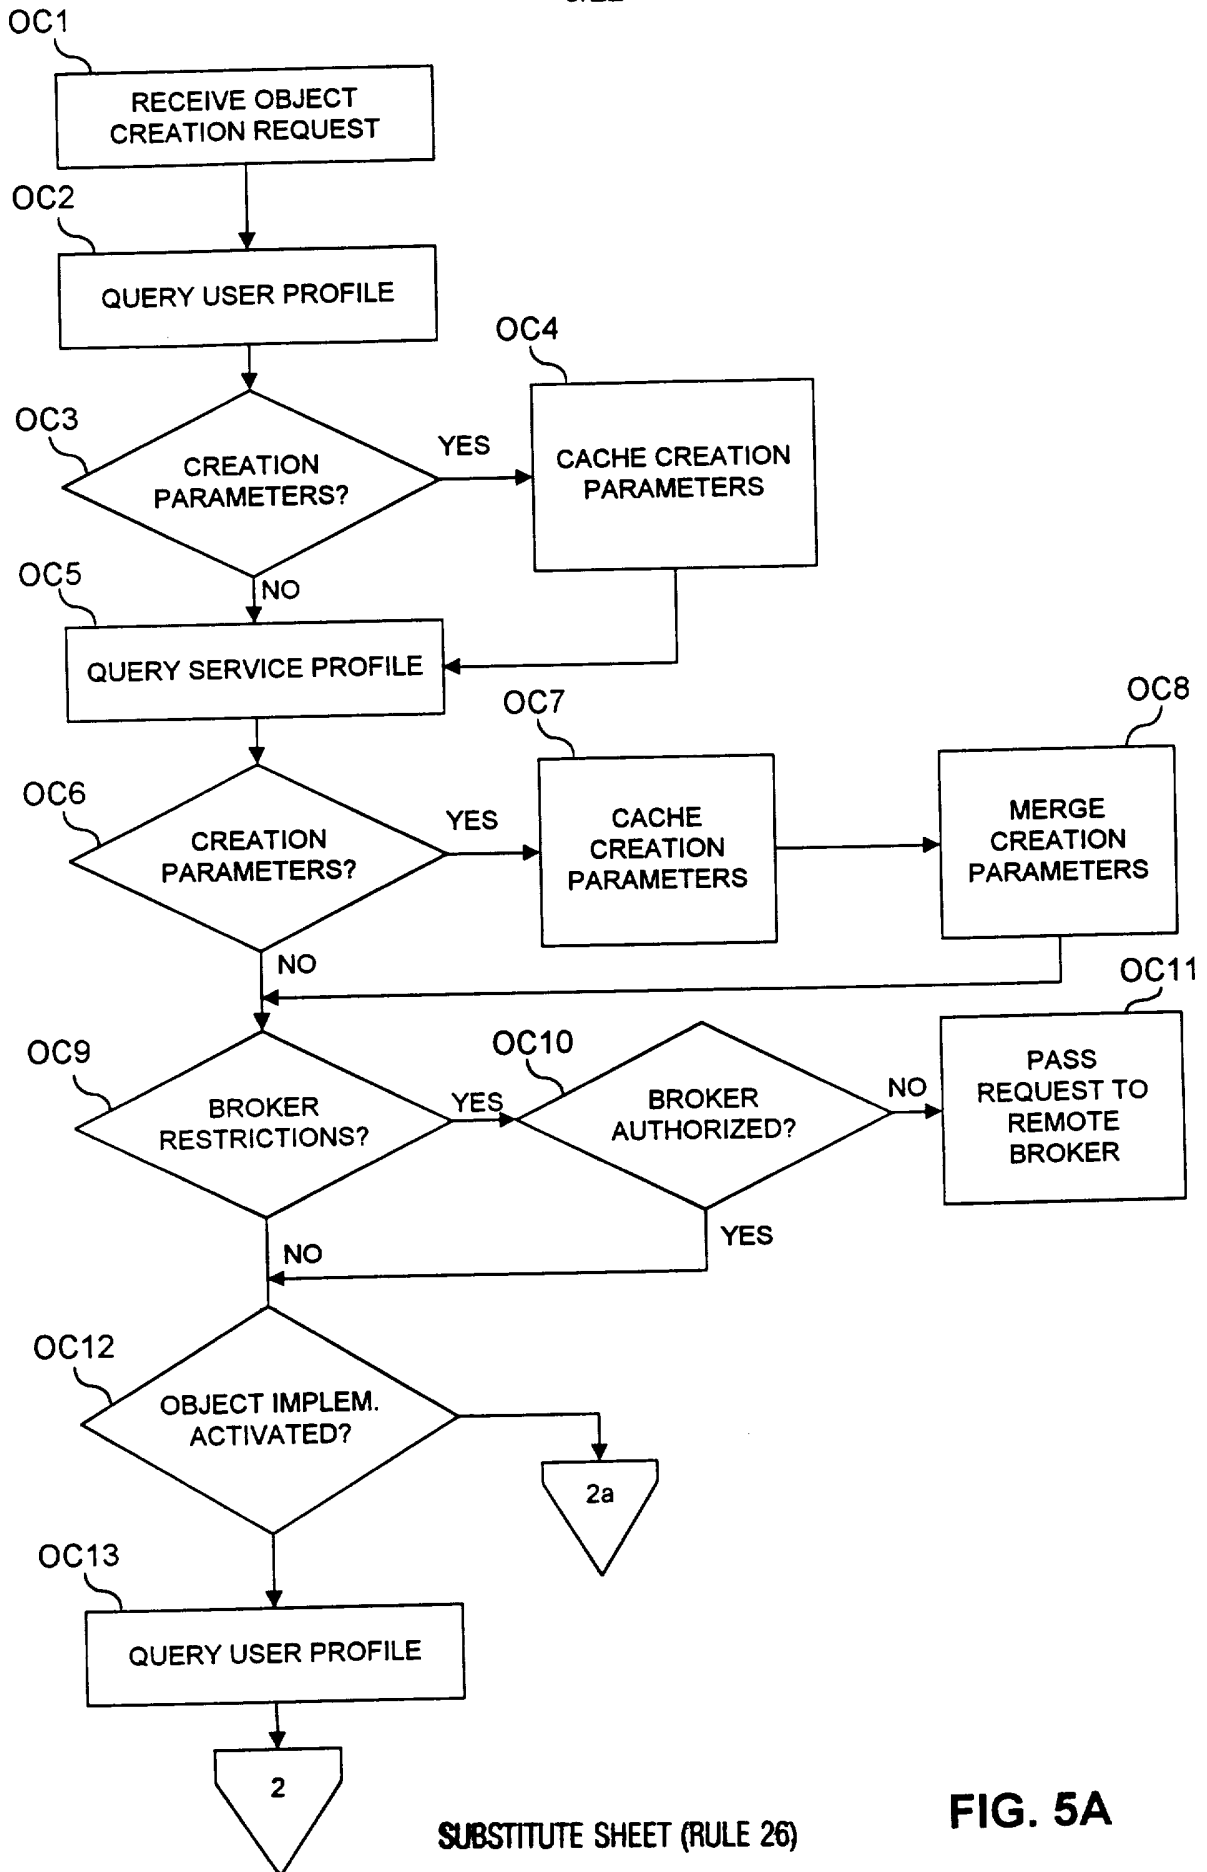 OC1
RECEIVE OBJECT
CREATION REQUEST
OC2
QUERY USER PROFILE
OC4
OC3
CREATION
PARAMETERS?
YES
CACHE CREATION
PARAMETERS
NO
OC5
QUERY SERVICE PROFILE
OC7
OC8
OC6
CREATION
PARAMETERS?
YES
CACHE
CREATION
PARAMETERS
MERGE
CREATION
PARAMETERS
NO
OC11
OC9
BROKER
RESTRICTIONS?
YES
OC10
BROKER
AUTHORIZED?
NO
PASS
REQUEST TO
REMOTE
BROKER
NO
YES
OC12
OBJECT IMPLEM.
ACTIVATED?
2a
OC13
QUERY USER PROFILE
2
SUBSTITUTE SHEET (RULE 26)
FIG. 5A